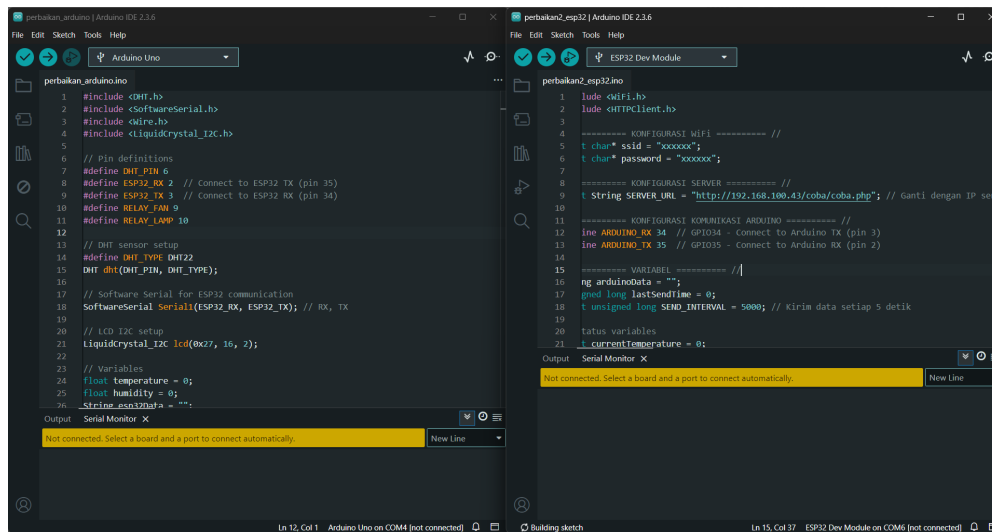 perbaikan_arduino | Arduino IDE 2.3.6
File Edit Sketch Tools Help
Arduino Uno
perbaikan_arduino.ino
1 #include <DHT.h>
2 #include <SoftwareSerial.h>
3 #include <Wire.h>
4 #include <LiquidCrystal_I2C.h>
5
6 // Pin definitions
7 #define DHT_PIN 6
8 #define ESP32_RX 2 // Connect to ESP32 TX (pin 35)
9 #define ESP32_TX 3 // Connect to ESP32 RX (pin 34)
10 #define RELAY_FAN 9
11 #define RELAY_LAMP 10
12
13 // DHT sensor setup
14 #define DHT_TYPE DHT22
15 DHT dht(DHT_PIN, DHT_TYPE);
16
17 // Software Serial for ESP32 communication
18 SoftwareSerial Serial1(ESP32_RX, ESP32_TX); // RX, TX
19
20 // LCD I2C setup
21 LiquidCrystal_I2C lcd(0x27, 16, 2);
22
23 // Variables
24 float temperature = 0;
25 float humidity = 0;
26 String esp32Data = "";
Output Serial Monitor X
Not connected. Select a board and a port to connect automatically.
New Line
Ln 12, Col 1 Arduino Uno on COM4 [not connected]
perbaikan2_esp32 | Arduino IDE 2.3.6
File Edit Sketch Tools Help
ESP32 Dev Module
perbaikan2_esp32.ino
1 lude <WiFi.h>
2 lude <HTTPClient.h>
3
4 ========= KONFIGURASI WiFi ========== //
5 t char* ssid = "xxxxxx";
6 t char* password = "xxxxxx";
7
8 ========= KONFIGURASI SERVER ========== //
9 t String SERVER_URL = "http://192.168.100.43/coba/coba.php"; // Ganti dengan IP se
10
11 ========= KONFIGURASI KOMUNIKASI ARDUINO ========== //
12 ine ARDUINO_RX 34 // GPIO34 - Connect to Arduino TX (pin 3)
13 ine ARDUINO_TX 35 // GPIO35 - Connect to Arduino RX (pin 2)
14
15 ========= VARIABEL ========== //
16 ng arduinoData = "";
17 gned long lastSendTime = 0;
18 t unsigned long SEND_INTERVAL = 5000; // Kirim data setiap 5 detik
19
20 tatus variables
21 t currentTemperature = 0;
Output Serial Monitor X
Not connected. Select a board and a port to connect automatically.
New Line
Building sketch
Ln 15, Col 37 ESP32 Dev Module on COM6 [not connected]